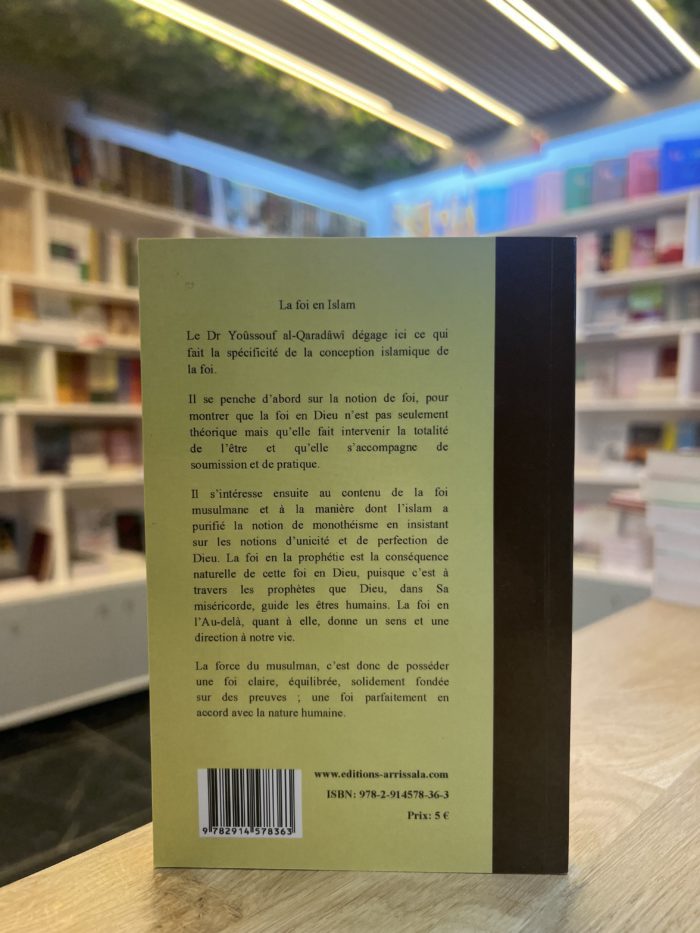 La foi en Islam
Le Dr Yoûssouf al-Qaradâwî dégage ici ce qui
fait la spécificité de la conception islamique de
la foi.
Il se penche d'abord sur la notion de foi, pour
montrer que la foi en Dieu n'est pas seulement
théorique mais qu'elle fait intervenir la totalité
de l'être et qu'elle s'accompagne de
soumission et de pratique.
Il s'intéresse ensuite au contenu de la foi
musulmane et à la manière dont l'islam a
purifié la notion de monothéisme en insistant
sur les notions d'unicité et de perfection de
Dieu. La foi en la prophétie est la conséquence
naturelle de cette foi en Dieu, puisque c'est à
travers les prophètes que Dieu, dans Sa
miséricorde, guide les êtres humains. La foi en
l'Au-delà, quant à elle, donne un sens et une
direction à notre vie.
La force du musulman, c'est donc de posséder
une foi claire, équilibrée, solidement fondée
sur des preuves ; une foi parfaitement en
accord avec la nature humaine.
www.editions-arrissala.com
ISBN: 978-2-914578-36-3
Prix: 5 €
9 782914 578363